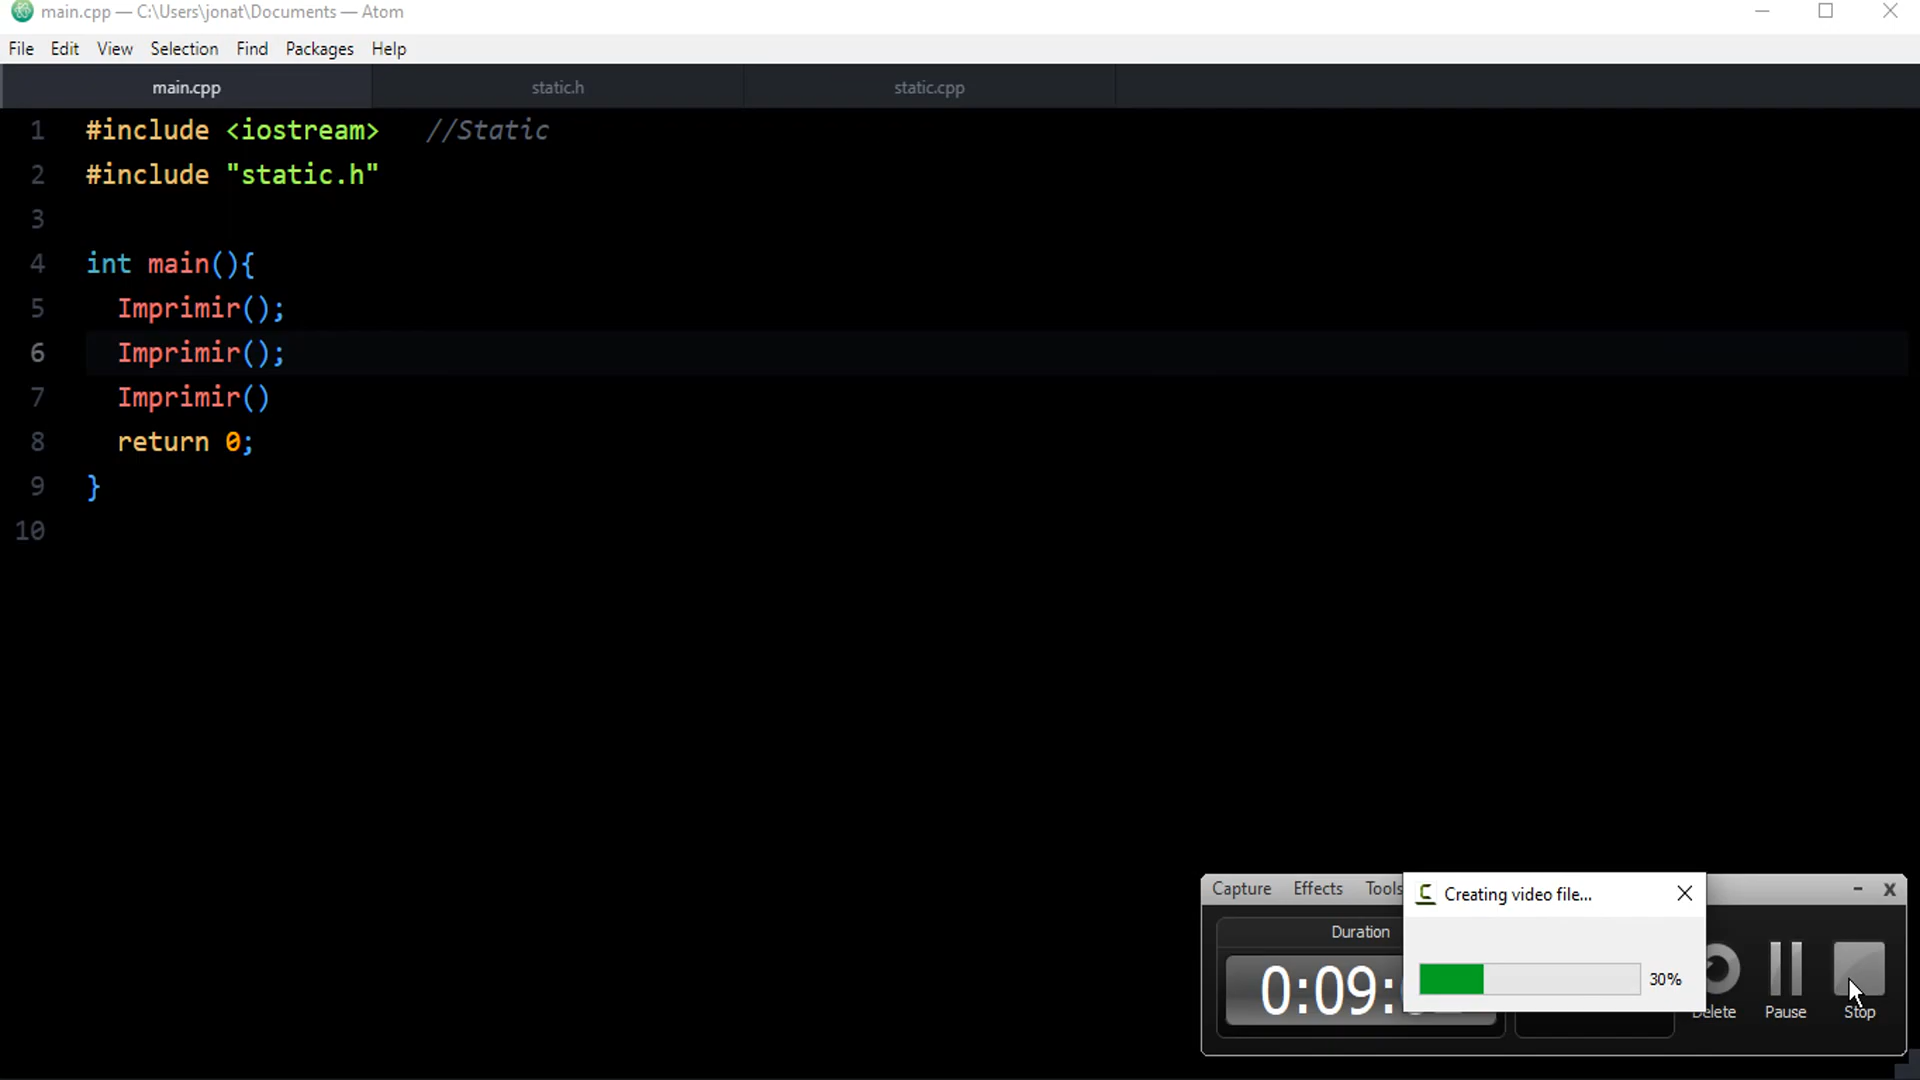 main.cpp — C:\Users\jonat\Documents — Atom
File Edit View Selection Find Packages Help
main.cpp static.h static.cpp
1 #include <iostream> //Static
2 #include "static.h"
3
4 int main(){
5 Imprimir();
6 Imprimir();
7 Imprimir()
8 return 0;
9 }
10
Capture Effects Tools
Creating video file...
Duration
0:09:
30%
Delete Pause Stop